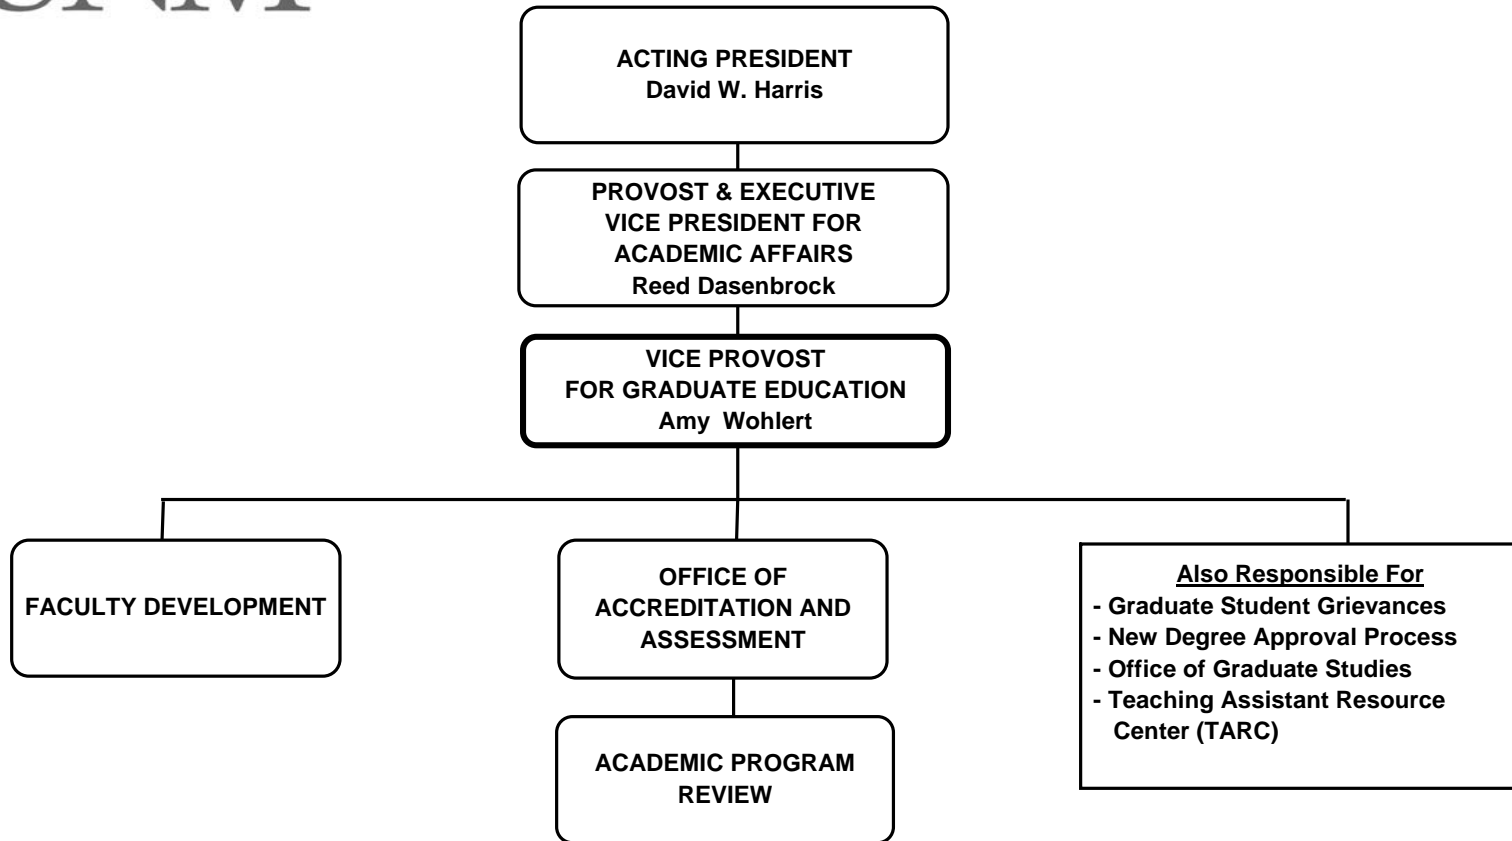 ACTING PRESIDENT
David W. Harris
PROVOST & EXECUTIVE
VICE PRESIDENT FOR
ACADEMIC AFFAIRS
Reed Dasenbrock
VICE PROVOST
FOR GRADUATE EDUCATION
Amy Wohlert
FACULTY DEVELOPMENT
OFFICE OF
ACCREDITATION AND
ASSESSMENT
ACADEMIC PROGRAM
REVIEW
Also Responsible For
- Graduate Student Grievances
- New Degree Approval Process
- Office of Graduate Studies
- Teaching Assistant Resource
Center (TARC)